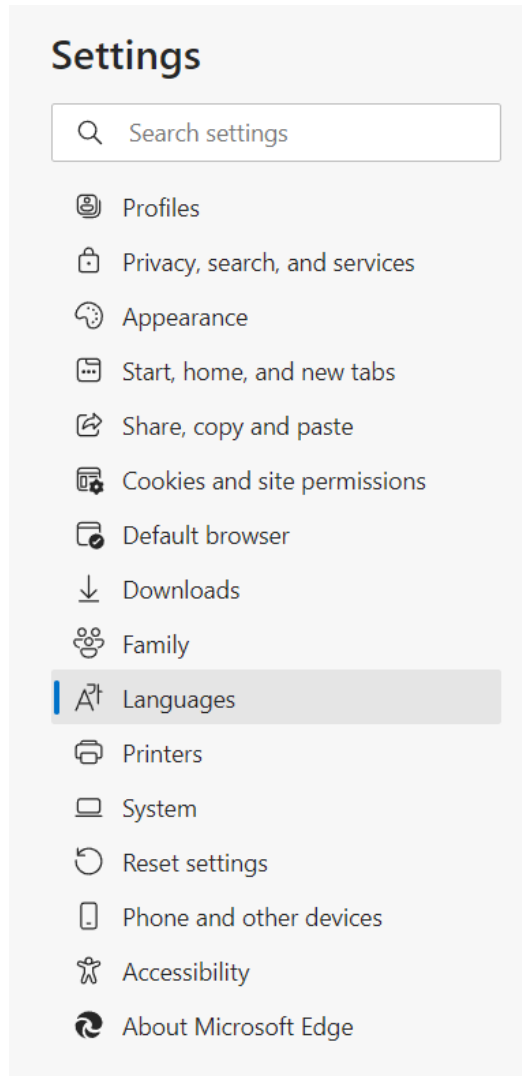 Settings
Search settings
Profiles
Privacy, search, and services
Appearance
Start, home, and new tabs
Share, copy and paste
Cookies and site permissions
Default browser
Downloads
Family
Languages
Printers
System
Reset settings
Phone and other devices
Accessibility
About Microsoft Edge